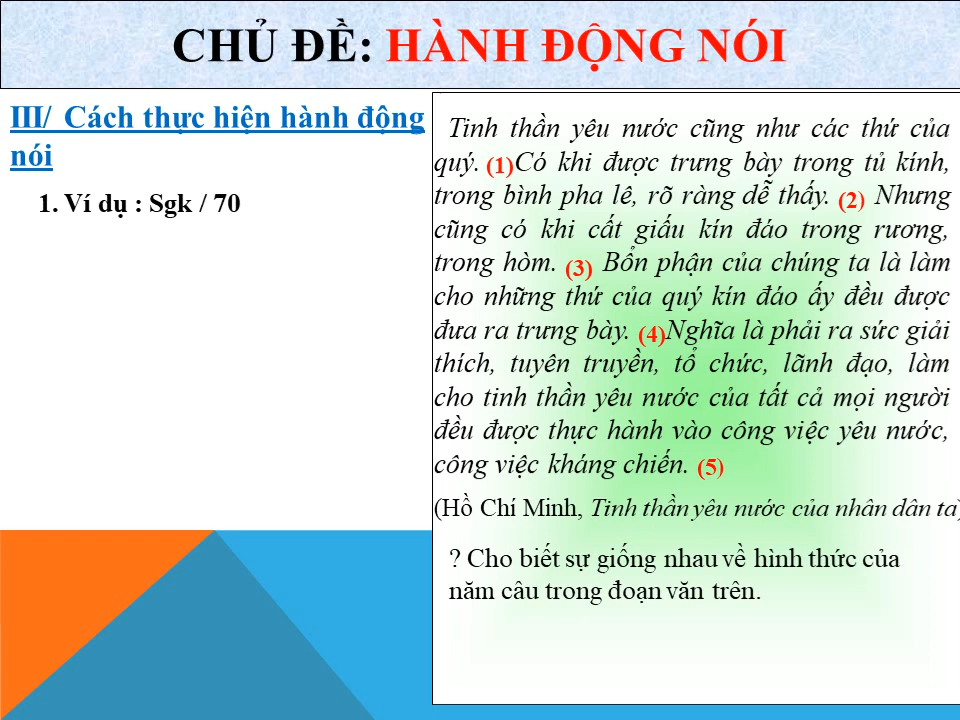 CHỦ ĐỀ: HÀNH ĐỘNG NÓI
III/ Cách thực hiện hành động
nói
1. Ví dụ : Sgk / 70
Tinh thần yêu nước cũng như các thứ của
quý. (1)Có khi được trưng bày trong tủ kính,
trong bình pha lê, rõ ràng dễ thấy. (2) Nhưng
cũng có khi cất giấu kín đáo trong rương,
trong hòm. (3) Bổn phận của chúng ta là làm
cho những thứ của quý kín đáo ấy đều được
đưa ra trưng bày. (4)Nghĩa là phải ra sức giải
thích, tuyên truyền, tổ chức, lãnh đạo, làm
cho tinh thần yêu nước của tất cả mọi người
đều được thực hành vào công việc yêu nước,
công việc kháng chiến. (5)
(Hồ Chí Minh, Tinh thần yêu nước của nhân dân ta)
? Cho biết sự giống nhau về hình thức của
năm câu trong đoạn văn trên.